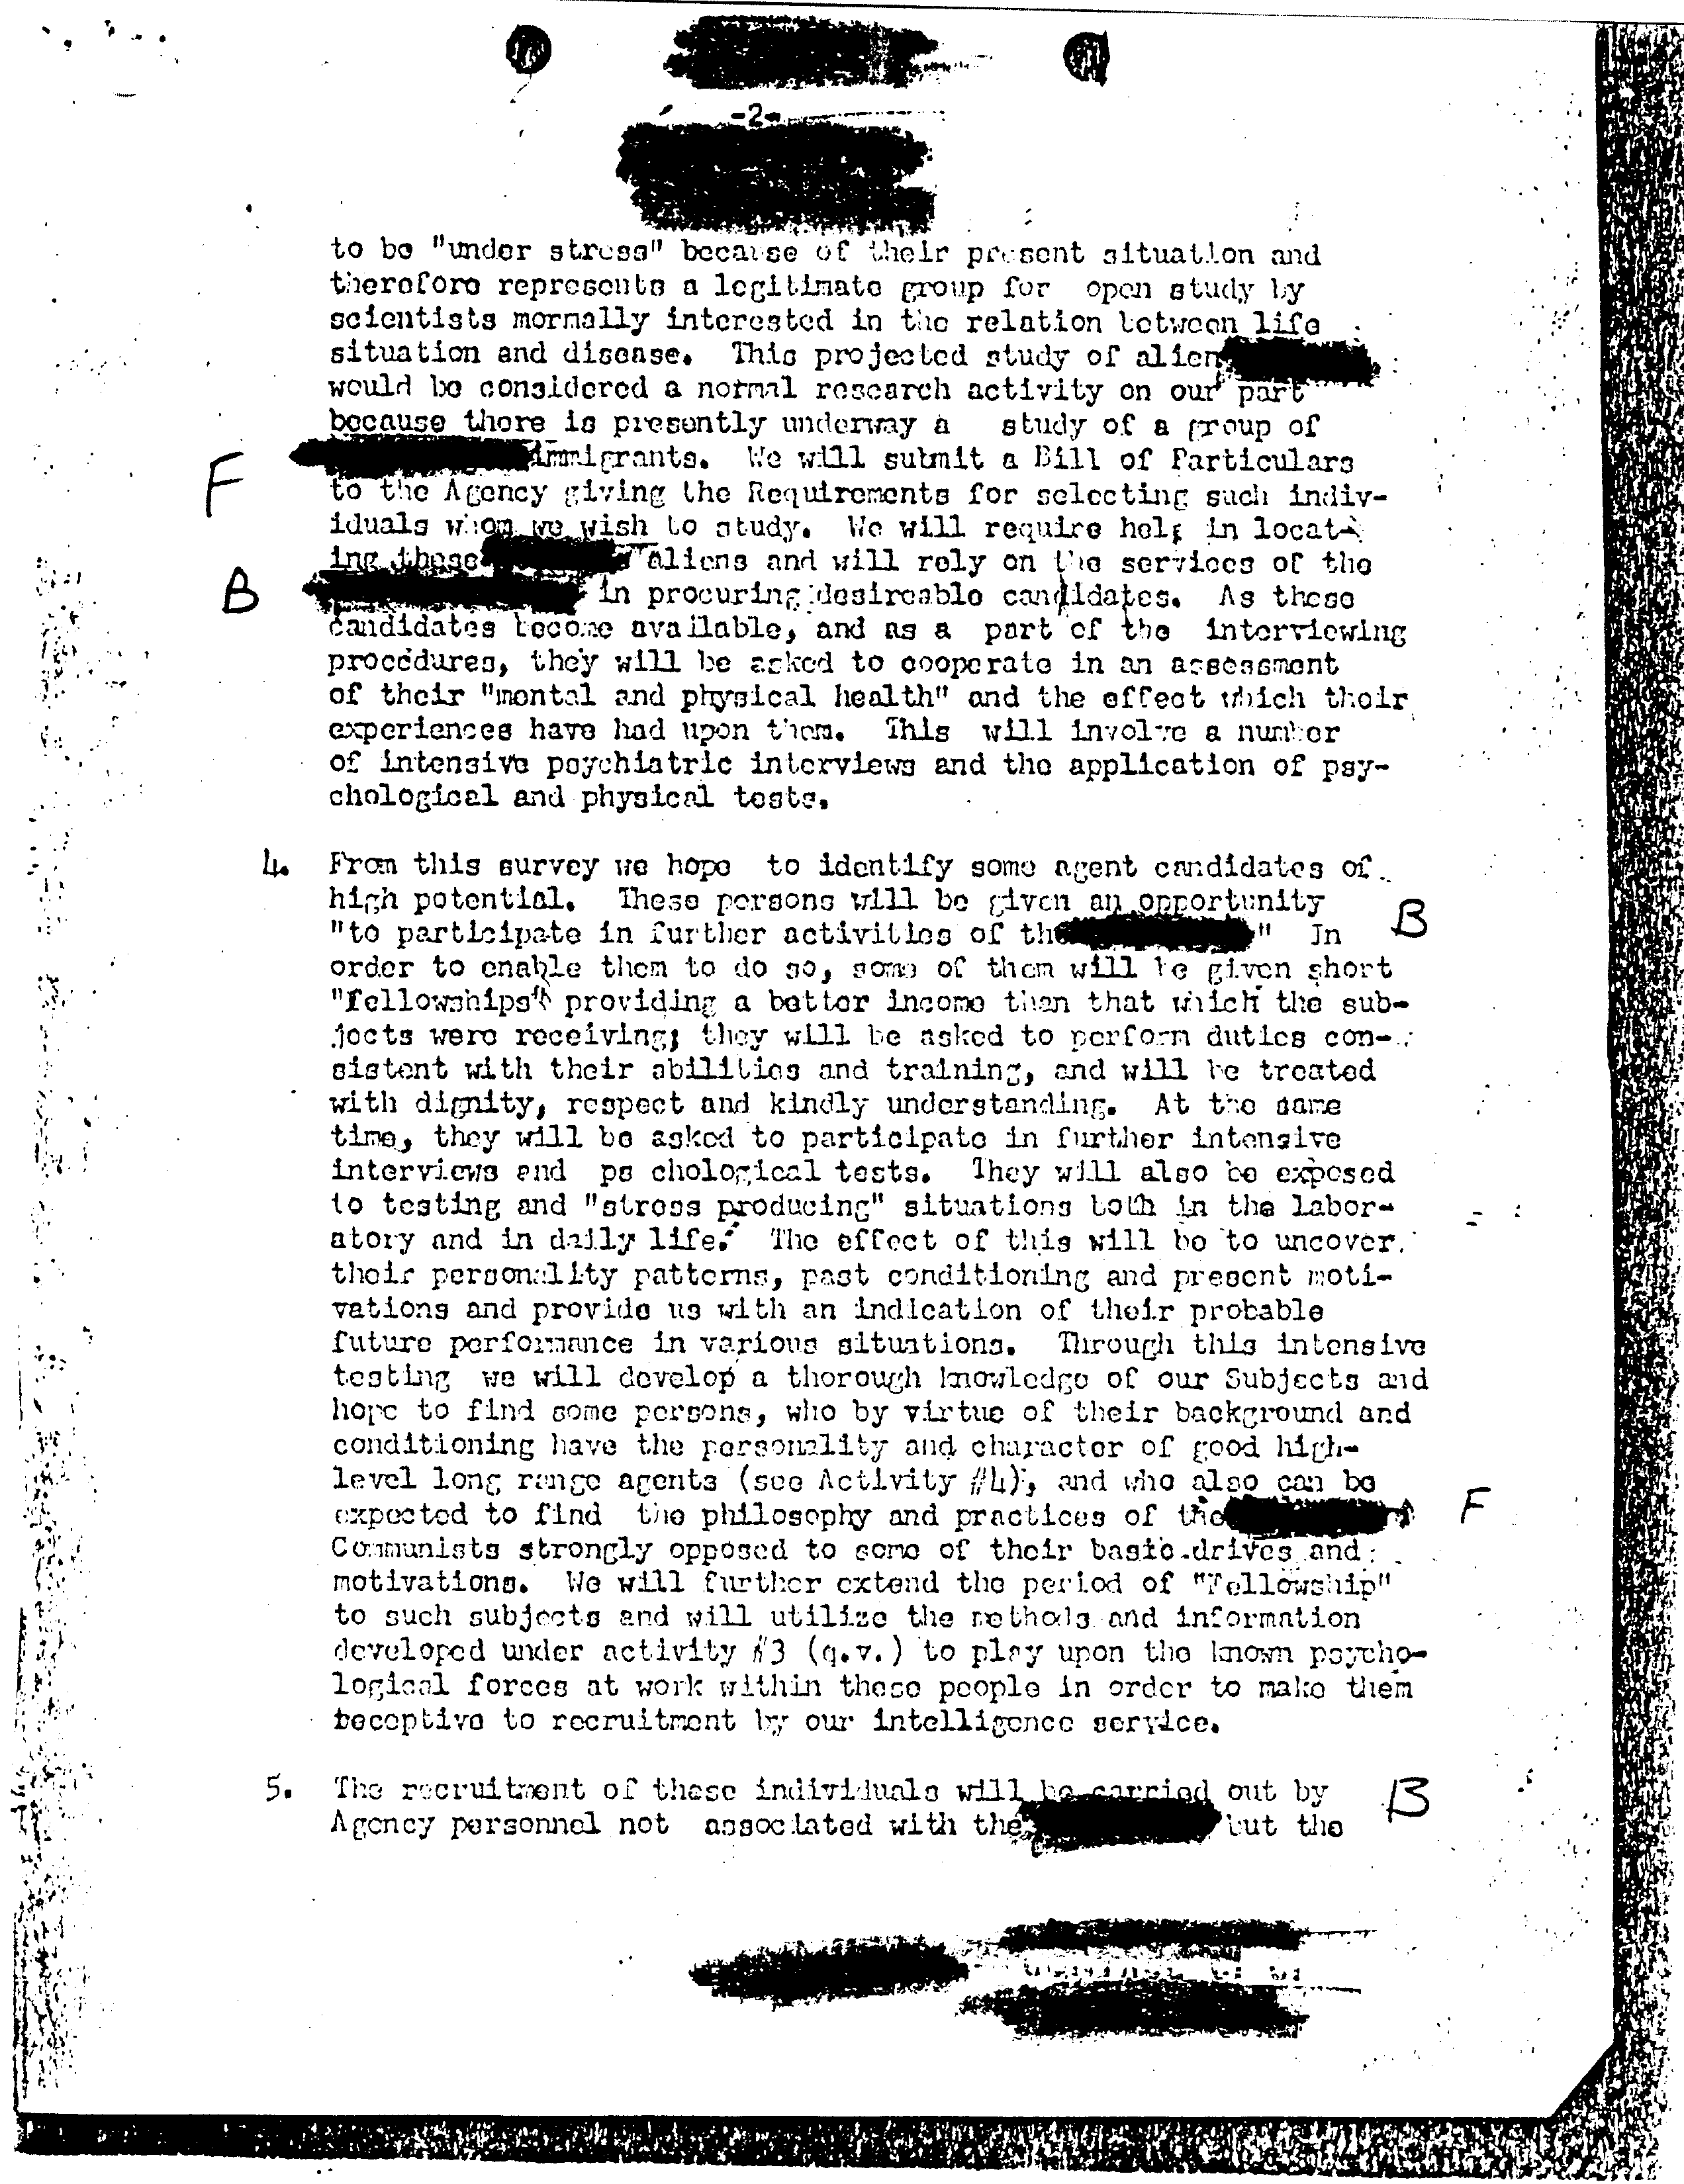 -2-
to be "under stress" because of their present situation and
therefore represents a legitimate group for open study by
scientists mormally interested in the relation between life
situation and disease. This projected study of alien
would be considered a normal research activity on our part
because there is presently underway a study of a group of
immigrants. We will submit a Bill of Particulars
F
to the Agency giving the Requirements for selecting such indiv-
iduals whom we wish to study. We will require help in locat-
ing these aliens and will rely on the services of the
B
in procuring desireable candidates. As these
candidates become available, and as a part of the interviewing
procedures, they will be asked to cooperate in an assessment
of their "mental and physical health" and the effect which their
experiences have had upon them. This will involve a number
of intensive psychiatric interviews and the application of psy-
chological and physical tests.
4. From this survey we hope to identify some agent candidates of
high potential. These persons will be given an opportunity
B
"to participate in further activities of the " In
order to enable them to do so, some of them will be given short
"fellowships" providing a better income than that which the sub-
jects were receiving; they will be asked to perform duties con-
sistent with their abilities and training, and will be treated
with dignity, respect and kindly understanding. At the same
time, they will be asked to participate in further intensive
interviews and ps chological tests. They will also be exposed
to testing and "stress producing" situations both in the labor-
atory and in daily life. The effect of this will be to uncover
their personality patterns, past conditioning and present moti-
vations and provide us with an indication of their probable
future performance in various situations. Through this intensive
testing we will develop a thorough knowledge of our Subjects and
hope to find some persons, who by virtue of their background and
conditioning have the personality and character of good high-
level long range agents (see Activity #4), and who also can be
expected to find the philosophy and practices of the
F
Communists strongly opposed to some of their basic drives and
motivations. We will further extend the period of "Fellowship"
to such subjects and will utilize the methods and information
developed under activity #3 (q.v.) to play upon the known psycho-
logical forces at work within these people in order to make them
receptive to recruitment by our intelligence service.
5. The recruitment of these individuals will be carried out by
B
Agency personnel not associated with the but the